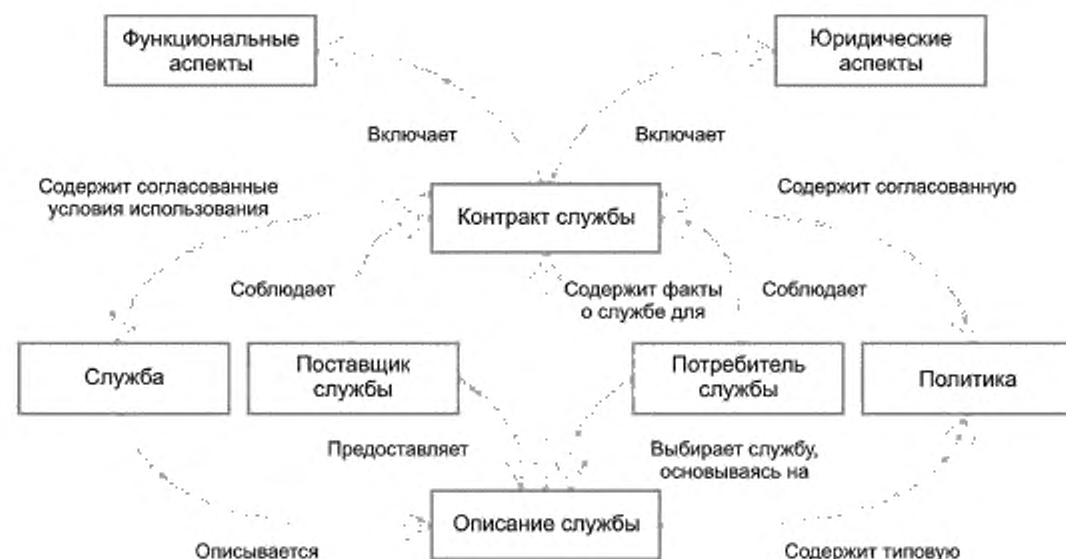 Функциональные
аспекты
Юридические
аспекты
Включает
Включает
Содержит согласованные
условия использования
Содержит согласованную
Контракт службы
Соблюдает
Содержит факты
о службе для
Соблюдает
Служба
Поставщик
службы
Потребитель
службы
Политика
Предоставляет
Выбирает службу,
основываясь на
Описание службы
Описывается
Содержит типовую